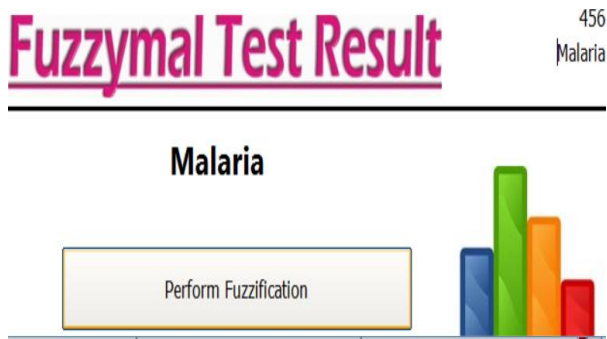 Fuzzymal Test Result
456
Malaria
Malaria
Perform Fuzzification